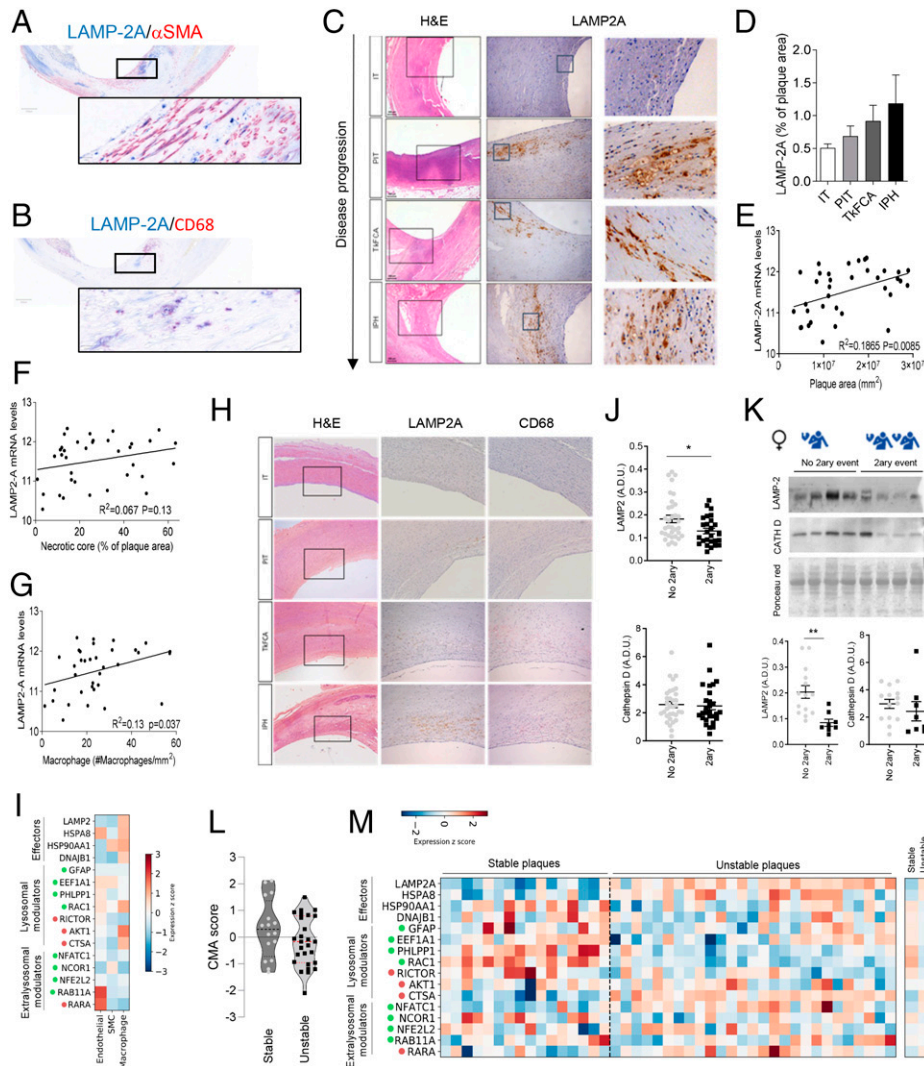 A
LAMP-2A/αSMA
B
LAMP-2A/CD68
C
H&E
LAMP2A
Disease progression
IT
PIT
TkFCA
IPH
D
LAMP-2A (% of plaque area)
2.0
1.5
1.0
0.5
0.0
IT
PIT
TkFCA
IPH
E
LAMP-2A mRNA levels
13
12
11
10
R²=0.1865 P=0.0085
1×10⁷
2×10⁷
3×10⁷
Plaque area (mm²)
F
LAMP2-A mRNA levels
13
12
11
10
R²=0.067 P=0.13
0
20
40
60
Necrotic core (% of plaque area)
G
LAMP2-A mRNA levels
13
12
11
10
R²=0.13 p=0.037
0
20
40
60
Macrophage (#Macrophages/mm²)
H
H&E
LAMP2A
CD68
IT
PIT
TkFCA
IPH
J
LAMP2 (A.D.U.)
0.5
0.4
0.3
0.2
0.1
0.0
*
No 2ary
2ary
Cathepsin D (A.D.U.)
8
6
4
2
0
No 2ary
2ary
K
No 2ary event
2ary event
LAMP-2
CATH D
Ponceau red
LAMP2 (A.D.U.)
0.4
0.3
0.2
0.1
0.0
**
No 2ary
2ary
Cathepsin D (A.D.U.)
8
6
4
2
0
No 2ary
2ary
I
Effectors
Lysosomal modulators
Extralysosomal modulators
LAMP2
HSPA8
HSP90AA1
DNAJB1
GFAP
EEF1A1
PHLPP1
RAC1
RICTOR
AKT1
CTSA
NFATC1
NCOR1
NFE2L2
RAB11A
RARA
Endothelial
SMC
Macrophage
3
2
1
0
−1
−2
−3
Expression z score
L
CMA score
3
2
1
0
-1
-2
-3
Stable
Unstable
M
−2
0
2
Expression z score
Stable plaques
Unstable plaques
Stable
Unstable
Effectors
Lysosomal modulators
Extralysosomal modulators
LAMP2A
HSPA8
HSP90AA1
DNAJB1
GFAP
EEF1A1
PHLPP1
RAC1
RICTOR
AKT1
CTSA
NFATC1
NCOR1
NFE2L2
RAB11A
RARA